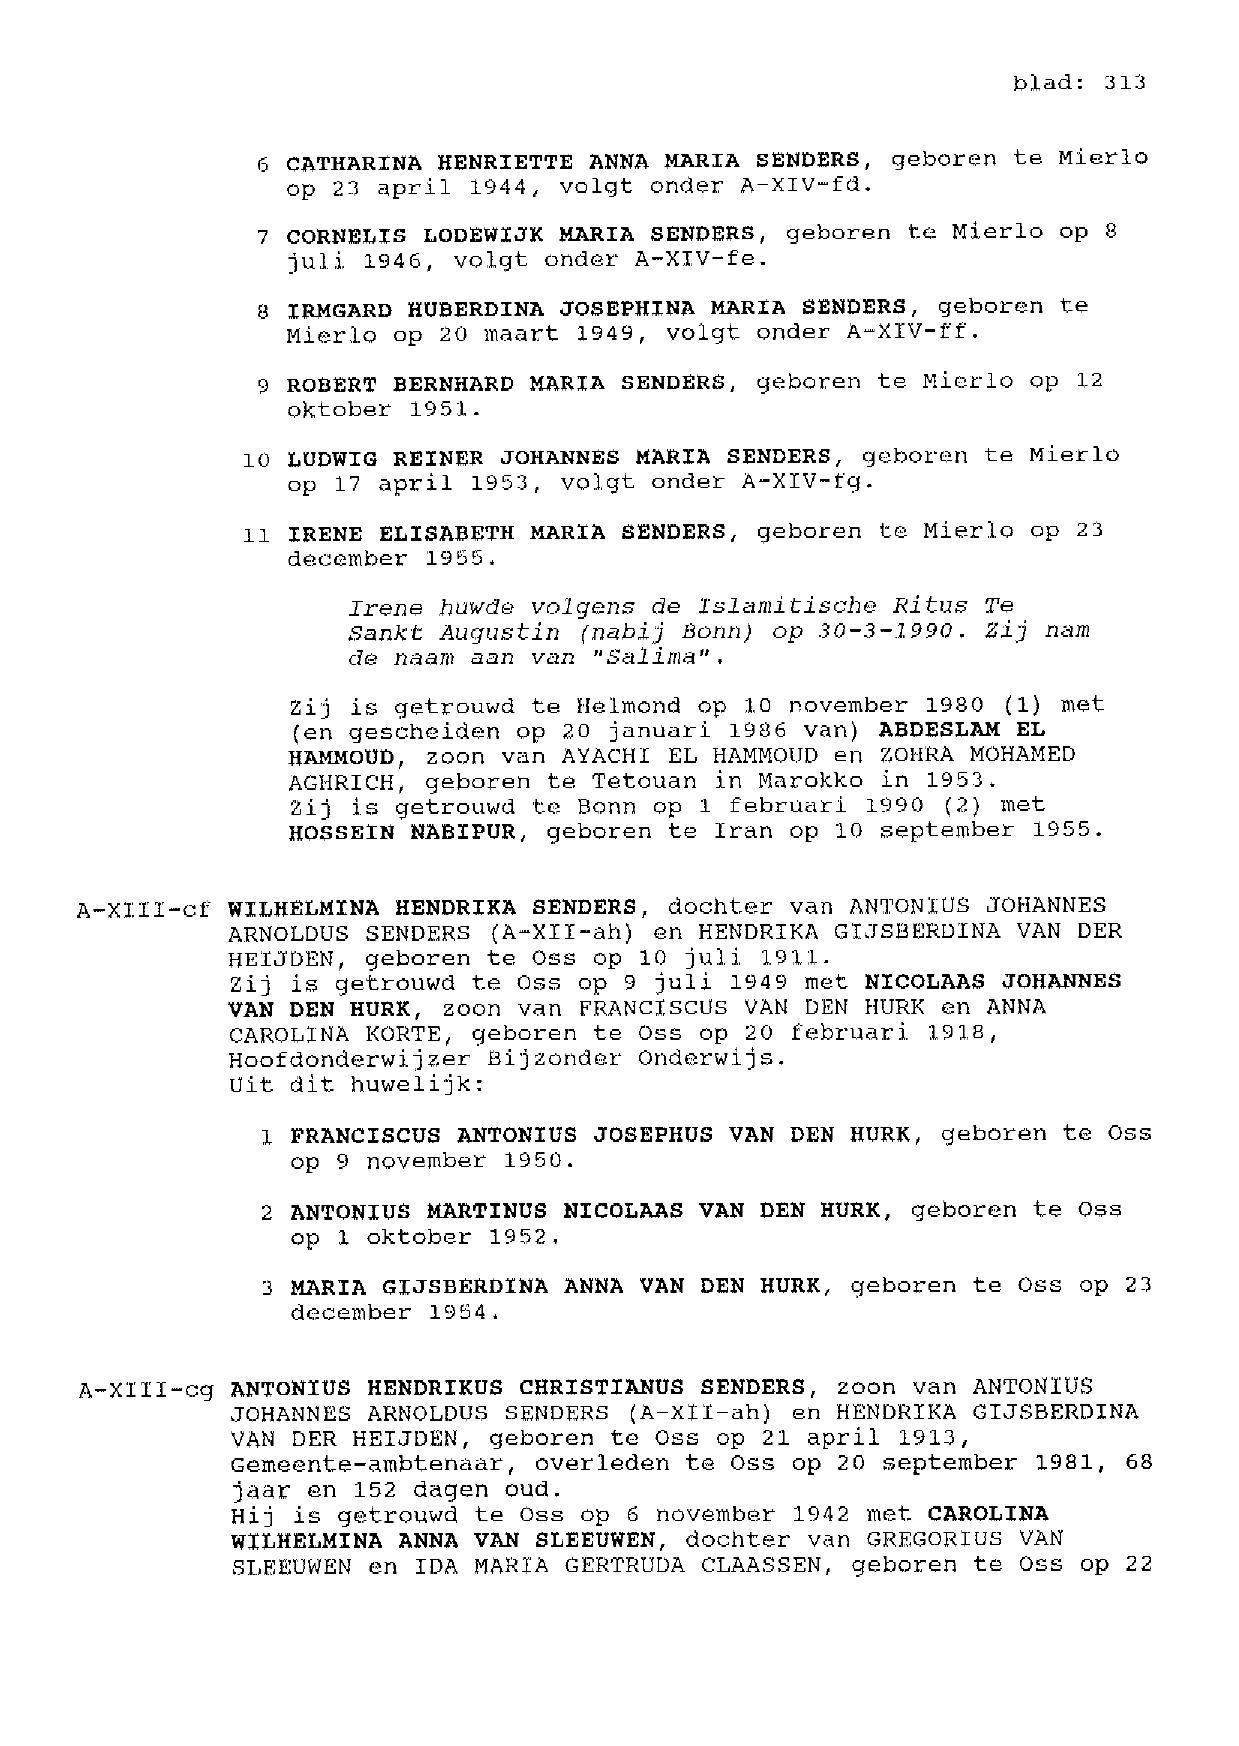 blad: 313
6 CATHARINA HENRIETTE ANNA MARIA SENDERS, geboren te Mierlo
op 23 april 1944, volgt onder A-XIV-fd.
7 CORNELIS LODEWIJK MARIA SENDERS, geboren te Mierlo op 8
juli 1946, volgt onder A-XIV-fe.
8 IRMGARD HUBERDINA JOSEPHINA MARIA SENDERS, geboren te
Mierlo op 20 maart 1949, volgt onder A-XIV-ff.
9 ROBERT BERNHARD MARIA SENDERS, geboren te Mierlo op 12
oktober 1951.
10 LUDWIG REINER JOHANNES MARIA SENDERS, geboren te Mierlo
op 17 april 1953, volgt onder A-XIV-fg.
11 IRENE ELISABETH MARIA SENDERS, geboren te Mierlo op 23
december 1955.
Irene huwde volgens de Islamitische Ritus Te
Sankt Augustin (nabij Bonn) op 30-3-1990. Zij nam
de naam aan van "Salima".
Zij is getrouwd te Helmond op 10 november 1980 (1) met
(en gescheiden op 20 januari 1986 van) ABDESLAM EL
HAMMOUD, zoon van AYACHI EL HAMMOUD en ZOHRA MOHAMED
AGHRICH, geboren te Tetouan in Marokko in 1953.
Zij is getrouwd te Bonn op 1 februari 1990 (2) met
HOSSEIN NABIPUR, geboren te Iran op 10 september 1955.
A-XIII-cf WILHELMINA HENDRIKA SENDERS, dochter van ANTONIUS JOHANNES
ARNOLDUS SENDERS (A-XII-ah) en HENDRIKA GIJSBERDINA VAN DER
HEIJDEN, geboren te Oss op 10 juli 1911.
Zij is getrouwd te Oss op 9 juli 1949 met NICOLAAS JOHANNES
VAN DEN HURK, zoon van FRANCISCUS VAN DEN HURK en ANNA
CAROLINA KORTE, geboren te Oss op 20 februari 1918,
Hoofdonderwijzer Bijzonder Onderwijs.
Uit dit huwelijk:
1 FRANCISCUS ANTONIUS JOSEPHUS VAN DEN HURK, geboren te Oss
op 9 november 1950.
2 ANTONIUS MARTINUS NICOLAAS VAN DEN HURK, geboren te Oss
op 1 oktober 1952.
3 MARIA GIJSBERDINA ANNA VAN DEN HURK, geboren te Oss op 23
december 1954.
A-XIII-cg ANTONIUS HENDRIKUS CHRISTIANUS SENDERS, zoon van ANTONIUS
JOHANNES ARNOLDUS SENDERS (A-XII-ah) en HENDRIKA GIJSBERDINA
VAN DER HEIJDEN, geboren te Oss op 21 april 1913,
Gemeente-ambtenaar, overleden te Oss op 20 september 1981, 68
jaar en 152 dagen oud.
Hij is getrouwd te Oss op 6 november 1942 met CAROLINA
WILHELMINA ANNA VAN SLEEUWEN, dochter van GREGORIUS VAN
SLEEUWEN en IDA MARIA GERTRUDA CLAASSEN, geboren te Oss op 22